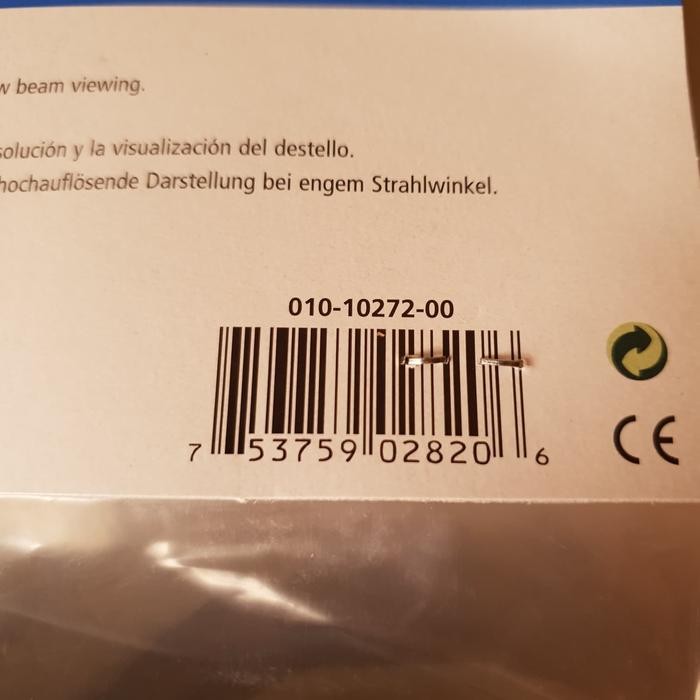 beam viewing.
y la visualización del destello.
hochauflösende Darstellung bei engem Strahlwinkel.
010-10272-00
7 53759 02820 6
CE